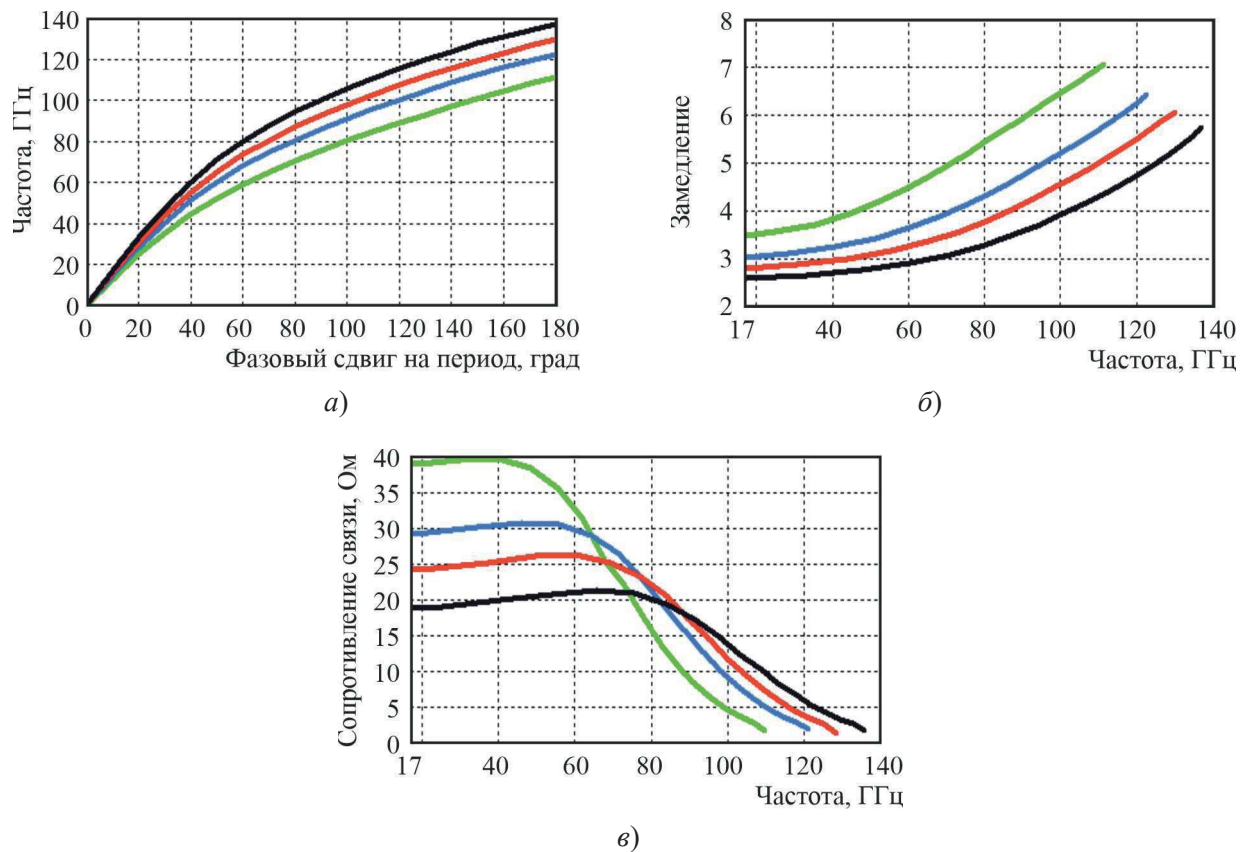 Частота, ГГц
140
120
100
80
60
40
20
0
0 20 40 60 80 100 120 140 160 180
Фазовый сдвиг на период, град
а)
Замедление
8
7
6
5
4
3
2
17 40 60 80 100 120 140
Частота, ГГц
б)
Сопротивление связи, Ом
40
35
30
25
20
15
10
5
0
17 40 60 80 100 120 140
Частота, ГГц
в)